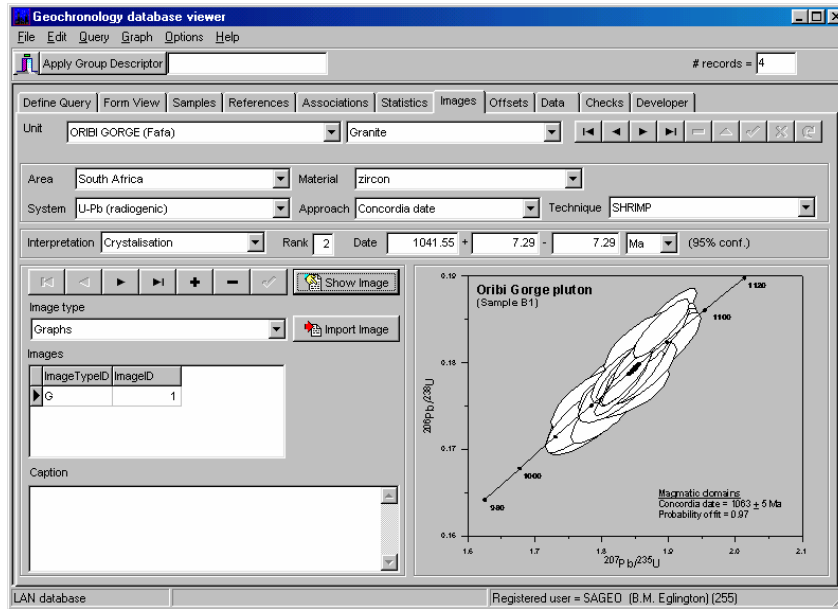 Geochronology database viewer
File Edit Query Graph Options Help
Apply Group Descriptor # records = 4
Define Query Form View Samples References Associations Statistics Images Offsets Data Checks Developer
Unit ORIBI GORGE (Fafa) Granite
Area South Africa Material zircon
System U-Pb (radiogenic) Approach Concordia date Technique SHRIMP
Interpretation Crystalisation Rank 2 Date 1041.55 + 7.29 - 7.29 Ma (95% conf.)
Show Image
Image type
Graphs Import Image
Images
ImageTypeID ImageID
G 1
Caption
0.19
0.18
0.17
0.16
206Pb/238U
Oribi Gorge pluton
(Sample B1)
1120
1100
1000
980
Magmatic domains
Concordia date = 1063 ± 5 Ma
Probability of fit = 0.97
1.6 1.7 1.8 1.9 2.0 2.1
207Pb/235U
LAN database Registered user = SAGEO (B.M. Eglington) (255)